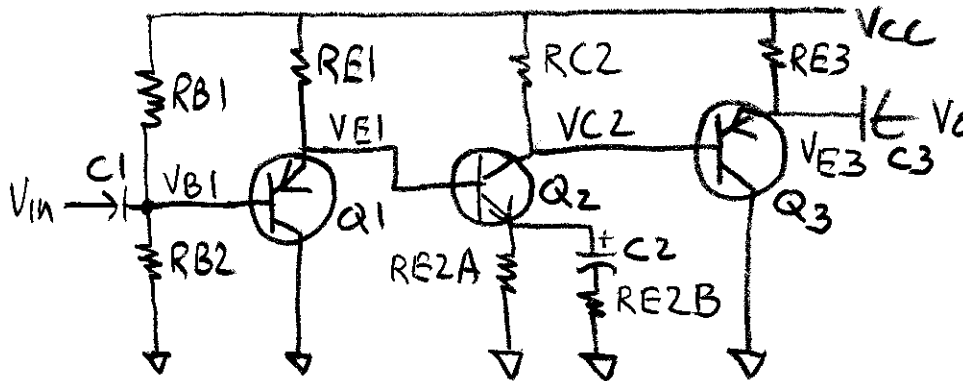 VCC
RE1
RC2
RE3
RB1
VE1
VC2
C1
VB1
VE3
C3
Vin
Q1
Q2
Q3
RB2
RE2A
+
C2
RE2B